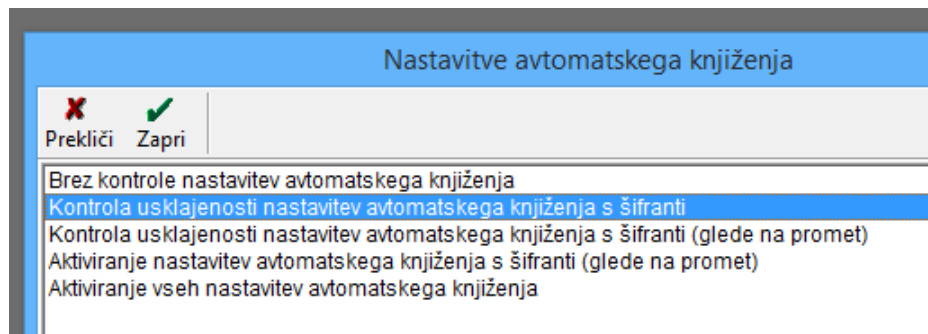 Nastavitve avtomatskega knjiženja
Prekliči Zapri
Brez kontrole nastavitev avtomatskega knjiženja
Kontrola usklajenosti nastavitev avtomatskega knjiženja s šifranti
Kontrola usklajenosti nastavitev avtomatskega knjiženja s šifranti (glede na promet)
Aktiviranje nastavitev avtomatskega knjiženja s šifranti (glede na promet)
Aktiviranje vseh nastavitev avtomatskega knjiženja